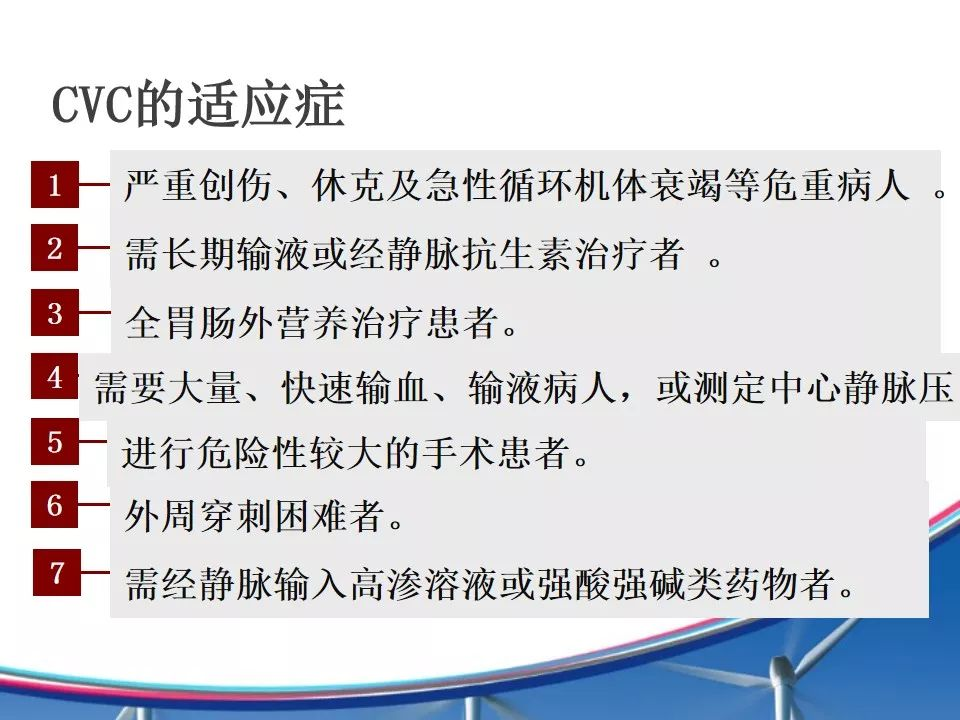 CVC的适应症
1 严重创伤、休克及急性循环机体衰竭等危重病人 。
2 需长期输液或经静脉抗生素治疗者 。
3 全胃肠外营养治疗患者。
4 需要大量、快速输血、输液病人，或测定中心静脉压
5 进行危险性较大的手术患者。
6 外周穿刺困难者。
7 需经静脉输入高渗溶液或强酸强碱类药物者。